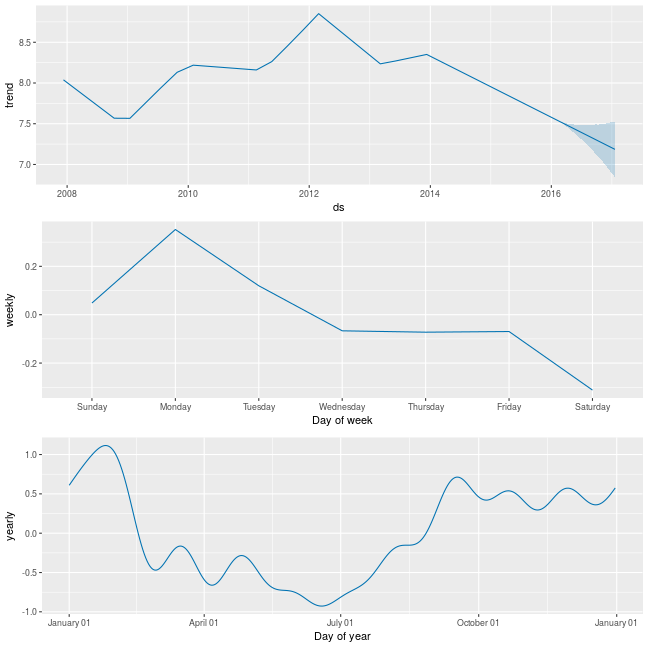 trend
8.5
8.0
7.5
7.0
2008 2010 2012 2014 2016
ds
weekly
0.2
0.0
-0.2
Sunday Monday Tuesday Wednesday Thursday Friday Saturday
Day of week
yearly
1.0
0.5
0.0
-0.5
-1.0
January 01 April 01 July 01 October 01 January 01
Day of year